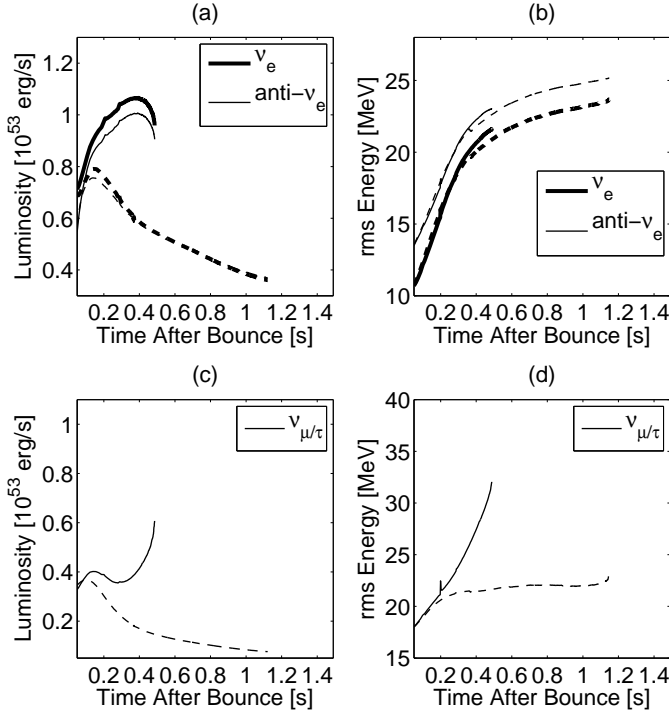 (a)
Luminosity [10^53 erg/s]
1.2
1
0.8
0.6
0.4
ν_e
anti-ν_e
0.2 0.4 0.6 0.8 1 1.2 1.4
Time After Bounce [s]
(b)
rms Energy [MeV]
25
20
15
10
ν_e
anti-ν_e
0.2 0.4 0.6 0.8 1 1.2 1.4
Time After Bounce [s]
(c)
Luminosity [10^53 erg/s]
1
0.8
0.6
0.4
0.2
ν_μ/τ
0.2 0.4 0.6 0.8 1 1.2 1.4
Time After Bounce [s]
(d)
rms Energy [MeV]
40
35
30
25
20
15
ν_μ/τ
0.2 0.4 0.6 0.8 1 1.2 1.4
Time After Bounce [s]